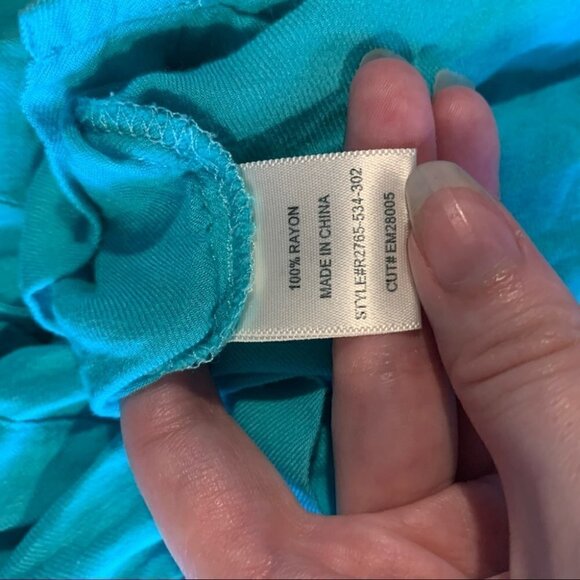 100% RAYON
MADE IN CHINA
STYLE#R2765-534-302
CUT# EM28005